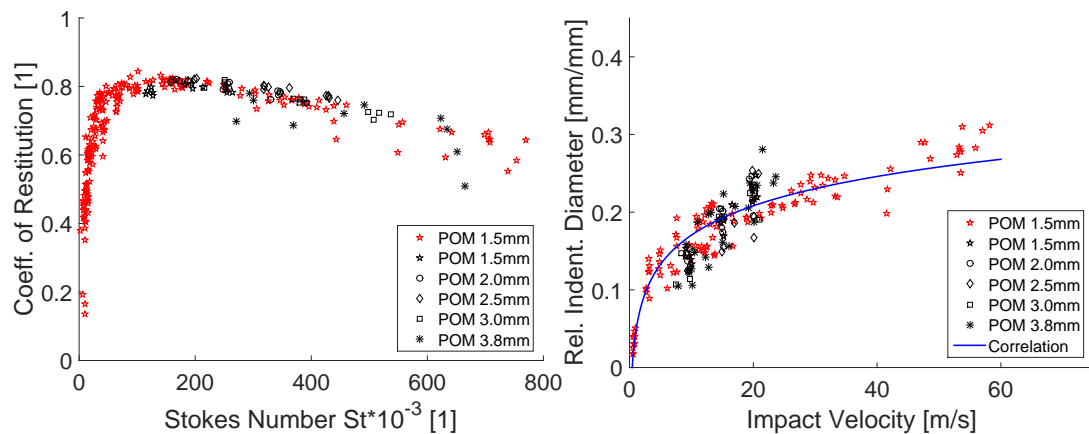 1
0.8
0.6
0.4
0.2
0
Coeff. of Restitution [1]
0
200
400
600
800
Stokes Number St*10^-3 [1]
POM 1.5mm
POM 1.5mm
POM 2.0mm
POM 2.5mm
POM 3.0mm
POM 3.8mm
0.4
0.3
0.2
0.1
0
Rel. Indent. Diameter [mm/mm]
0
20
40
60
Impact Velocity [m/s]
POM 1.5mm
POM 1.5mm
POM 2.0mm
POM 2.5mm
POM 3.0mm
POM 3.8mm
Correlation